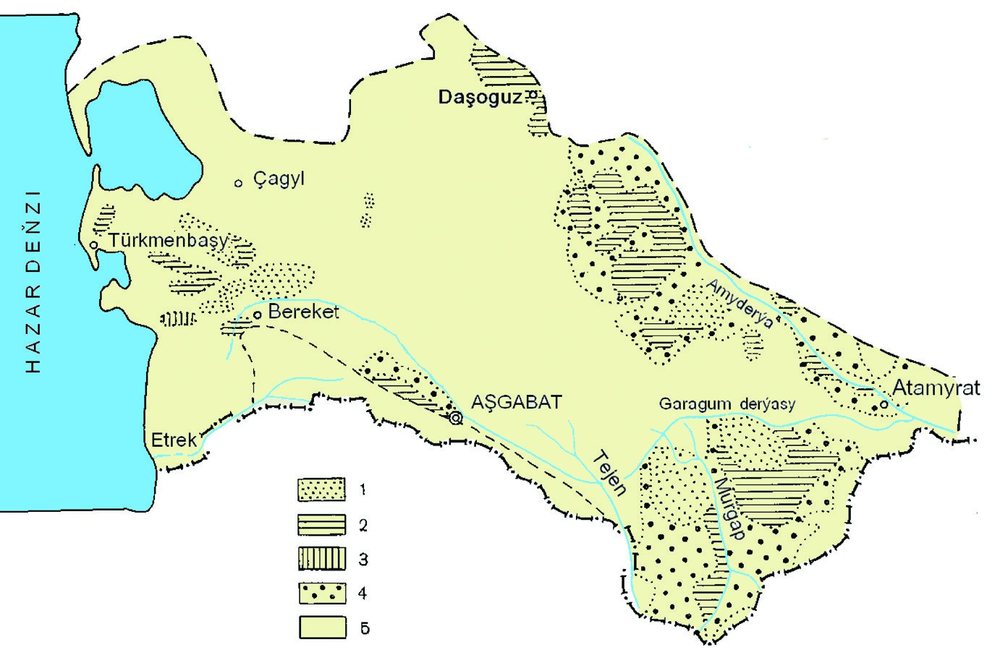 Daşoguz
Çagyl
HAZAR DEŇZI
Türkmenbaşy
Bereket
Amyderýa
Atamyrat
AŞGABAT
Garagum derýasy
Etrek
Tejen
Murgap
1
2
3
4
5